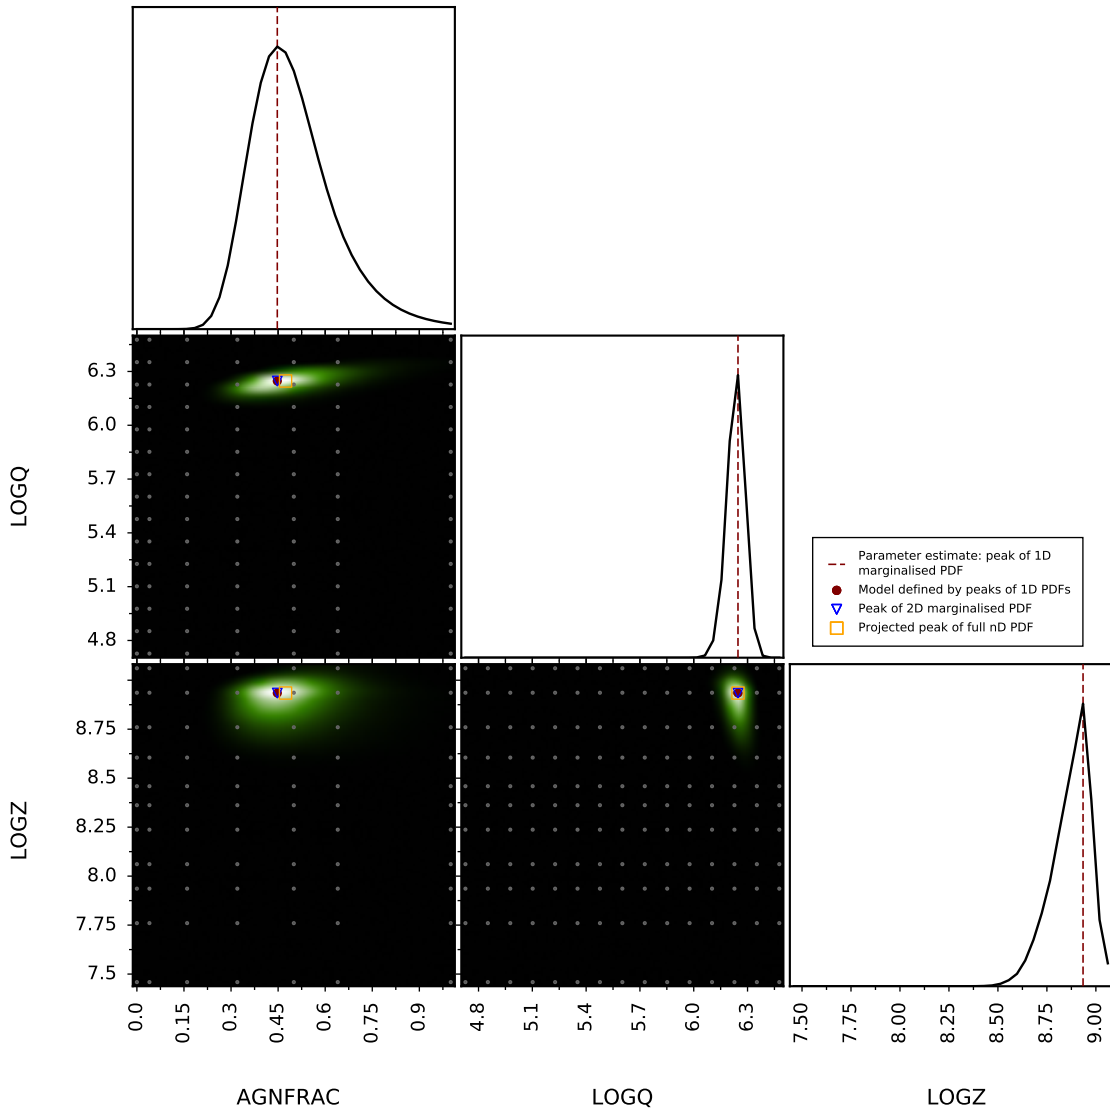 6.3
6.0
5.7
5.4
5.1
4.8
LOGQ
Parameter estimate: peak of 1D
marginalised PDF
Model defined by peaks of 1D PDFs
Peak of 2D marginalised PDF
Projected peak of full nD PDF
8.75
8.5
8.25
8.0
7.75
7.5
LOGZ
0.0 0.15 0.3 0.45 0.6 0.75 0.9
4.8 5.1 5.4 5.7 6.0 6.3
7.50 7.75 8.00 8.25 8.50 8.75 9.00
AGNFRAC
LOGQ
LOGZ